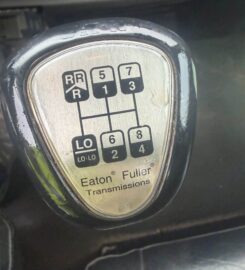 RR 5 7
R 1 3
LO 6 8
LO-LO 2 4
Eaton® Fuller®
Transmissions